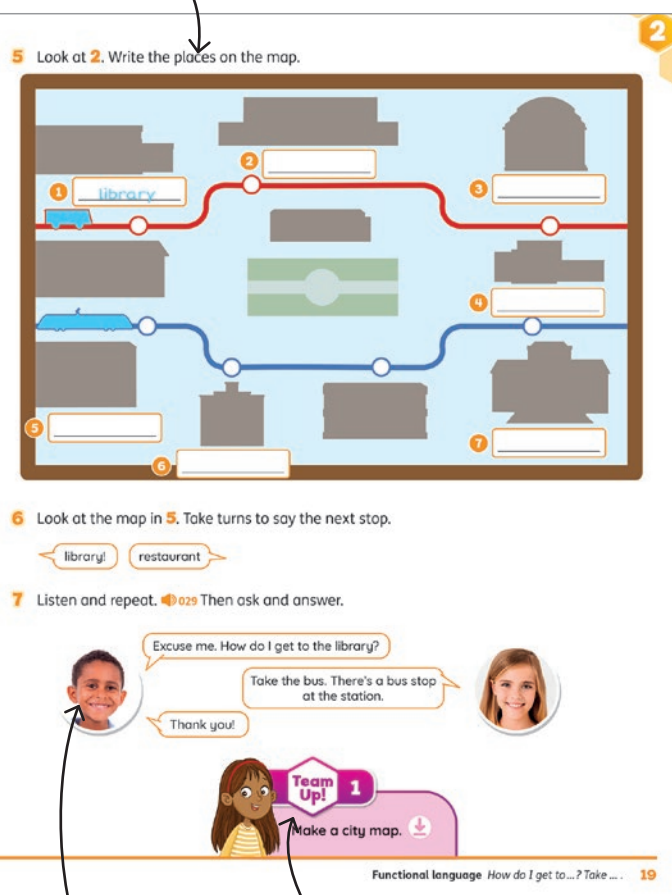 2
5 Look at 2. Write the places on the map.
1 library
2
3
4
5
6
7
6 Look at the map in 5. Take turns to say the next stop.
library! restaurant
7 Listen and repeat. 029 Then ask and answer.
Excuse me. How do I get to the library?
Take the bus. There's a bus stop
at the station.
Thank you!
Team
Up! 1
Make a city map.
Functional language How do I get to ...? Take ... . 19